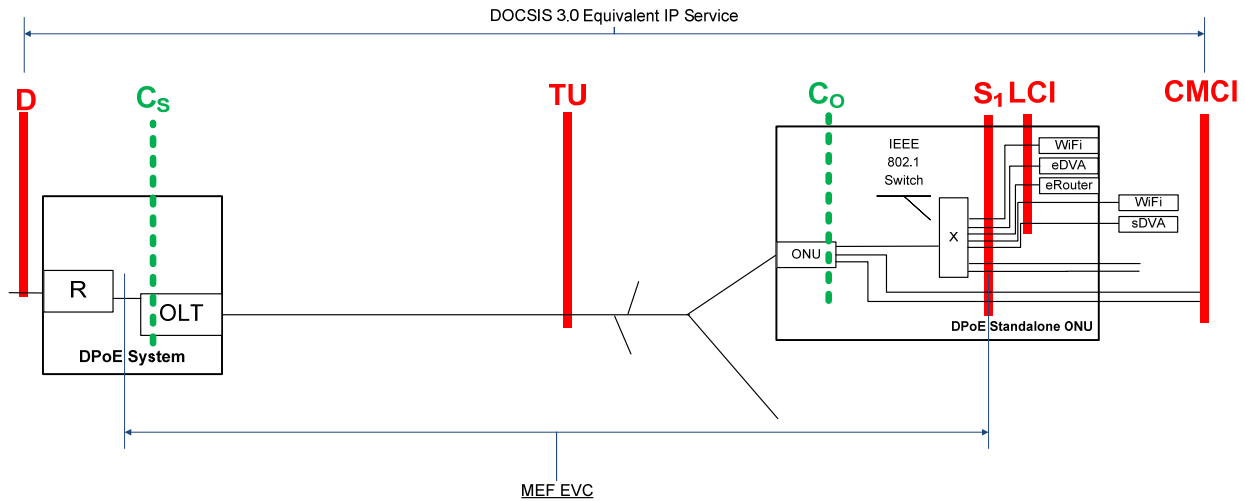 DOCSIS 3.0 Equivalent IP Service
D
CS
TU
CO
S1 LCI
CMCI
IEEE
802.1
Switch
WiFi
eDVA
eRouter
WiFi
sDVA
X
ONU
R
OLT
DPoE System
DPoE Standalone ONU
MEF EVC